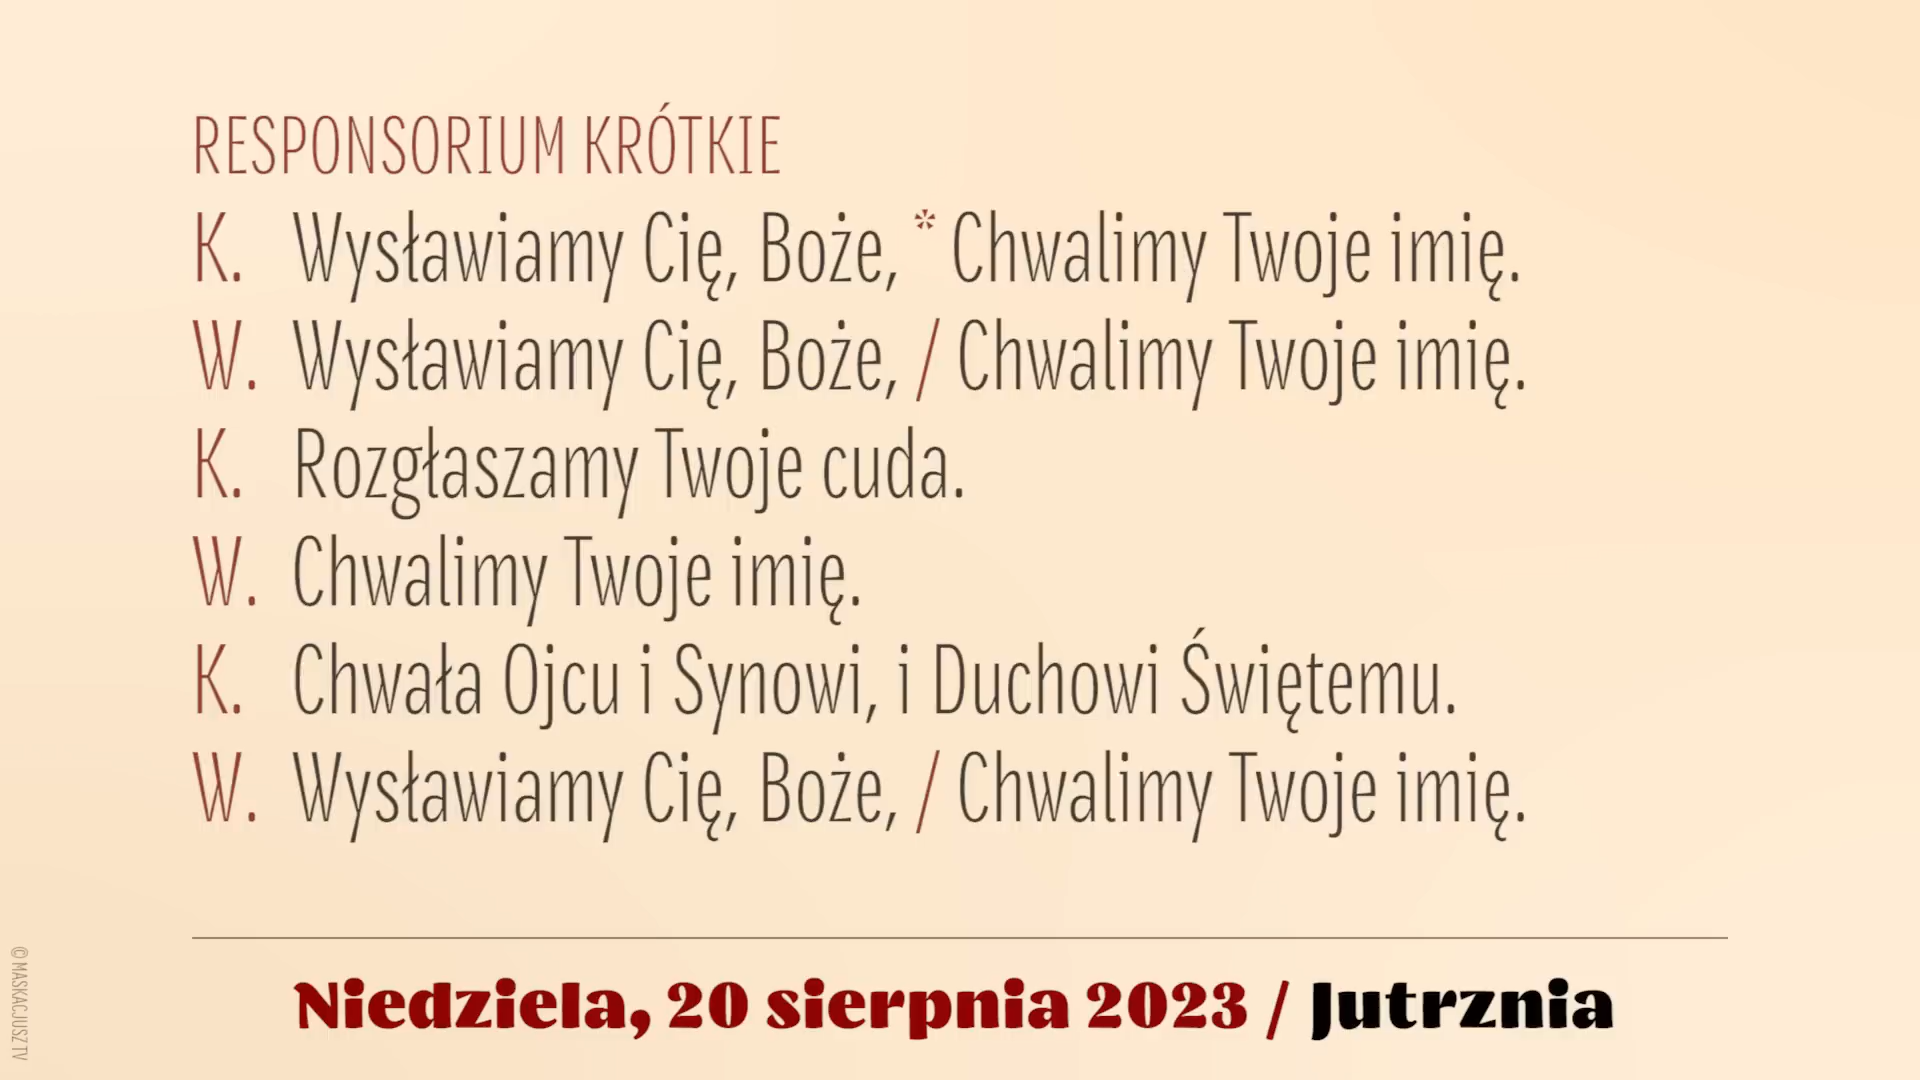 RESPONSORIUM KRÓTKIE
K. Wysławiamy Cię, Boże, * Chwalimy Twoje imię.
W. Wysławiamy Cię, Boże, / Chwalimy Twoje imię.
K. Rozgłaszamy Twoje cuda.
W. Chwalimy Twoje imię.
K. Chwała Ojcu i Synowi, i Duchowi Świętemu.
W. Wysławiamy Cię, Boże, / Chwalimy Twoje imię.
Niedziela, 20 sierpnia 2023 / Jutrznia
© MASKACJUSZ TV